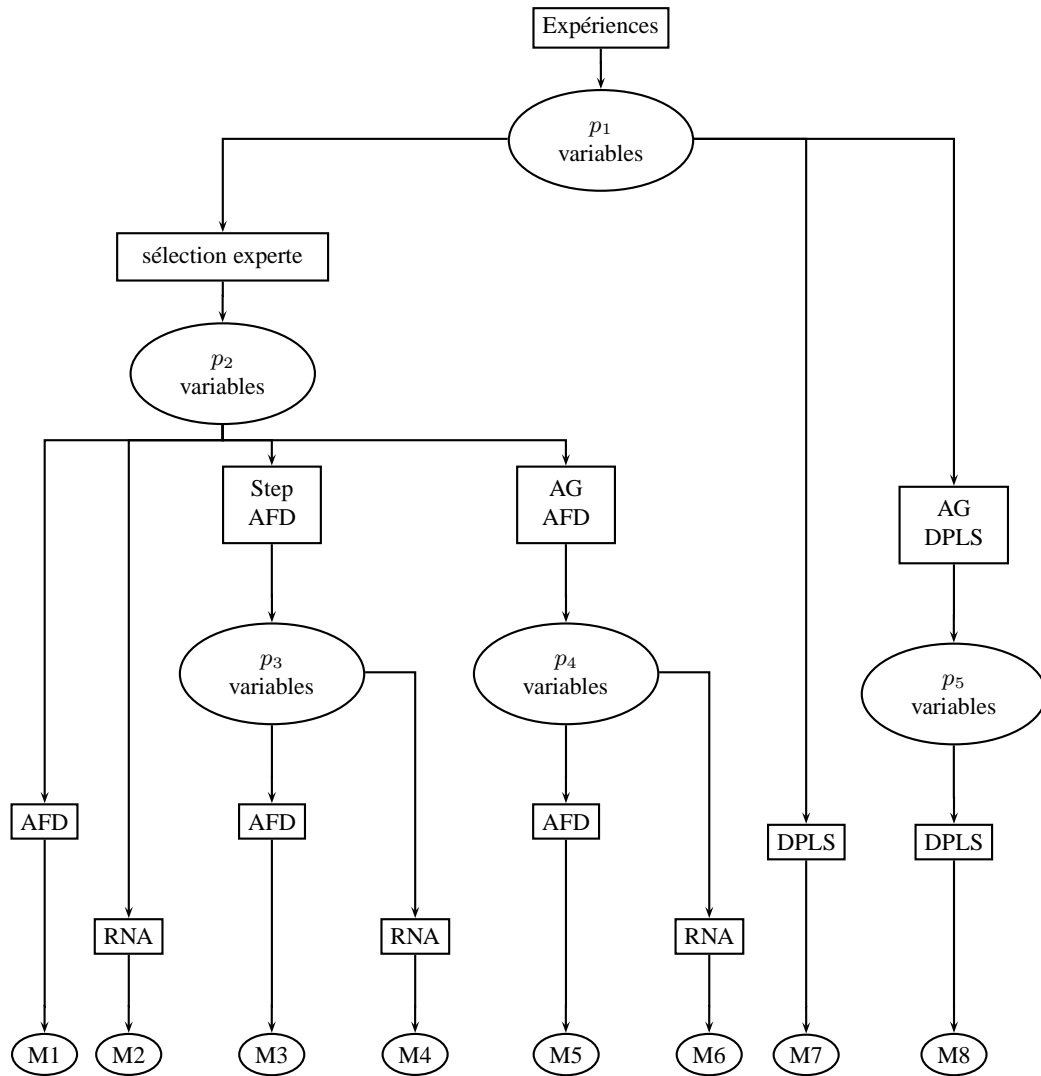 Expériences
p₁
variables
sélection experte
p₂
variables
Step
AFD
AG
AFD
AG
DPLS
p₃
variables
p₄
variables
p₅
variables
AFD
AFD
AFD
DPLS
DPLS
RNA
RNA
RNA
M1
M2
M3
M4
M5
M6
M7
M8